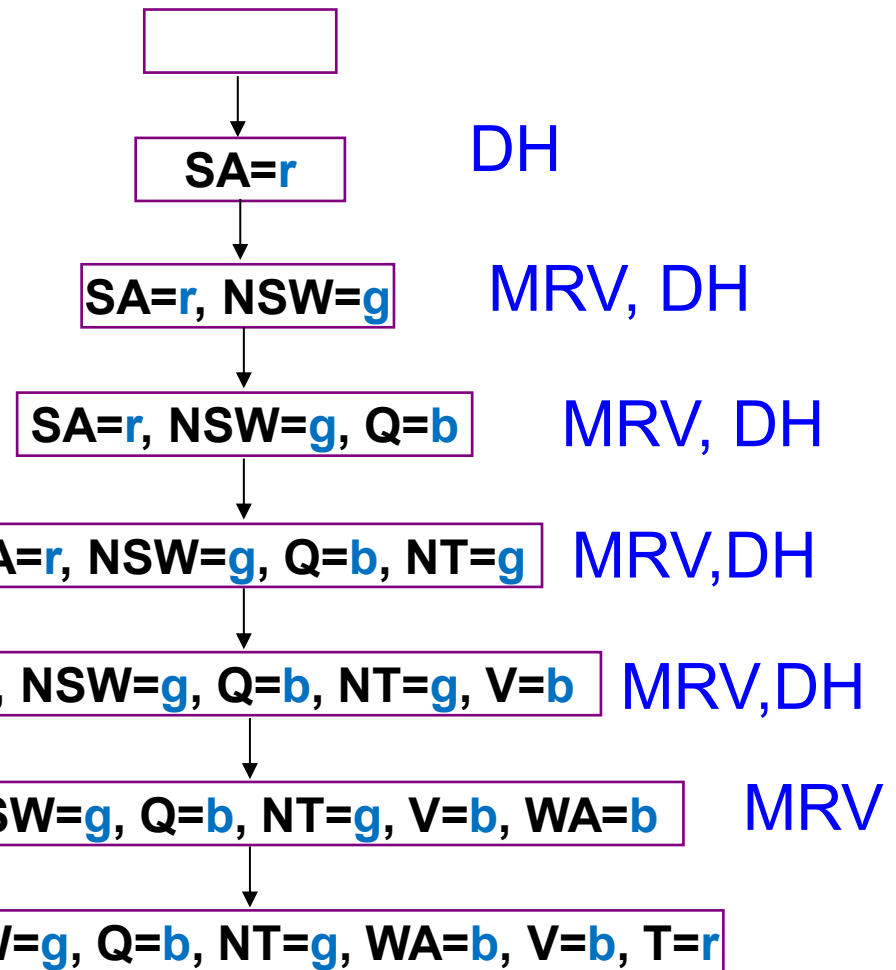 SA=r
DH
SA=r, NSW=g
MRV, DH
SA=r, NSW=g, Q=b
MRV, DH
A=r, NSW=g, Q=b, NT=g
MRV,DH
, NSW=g, Q=b, NT=g, V=b
MRV,DH
SW=g, Q=b, NT=g, V=b, WA=b
MRV
W=g, Q=b, NT=g, WA=b, V=b, T=r